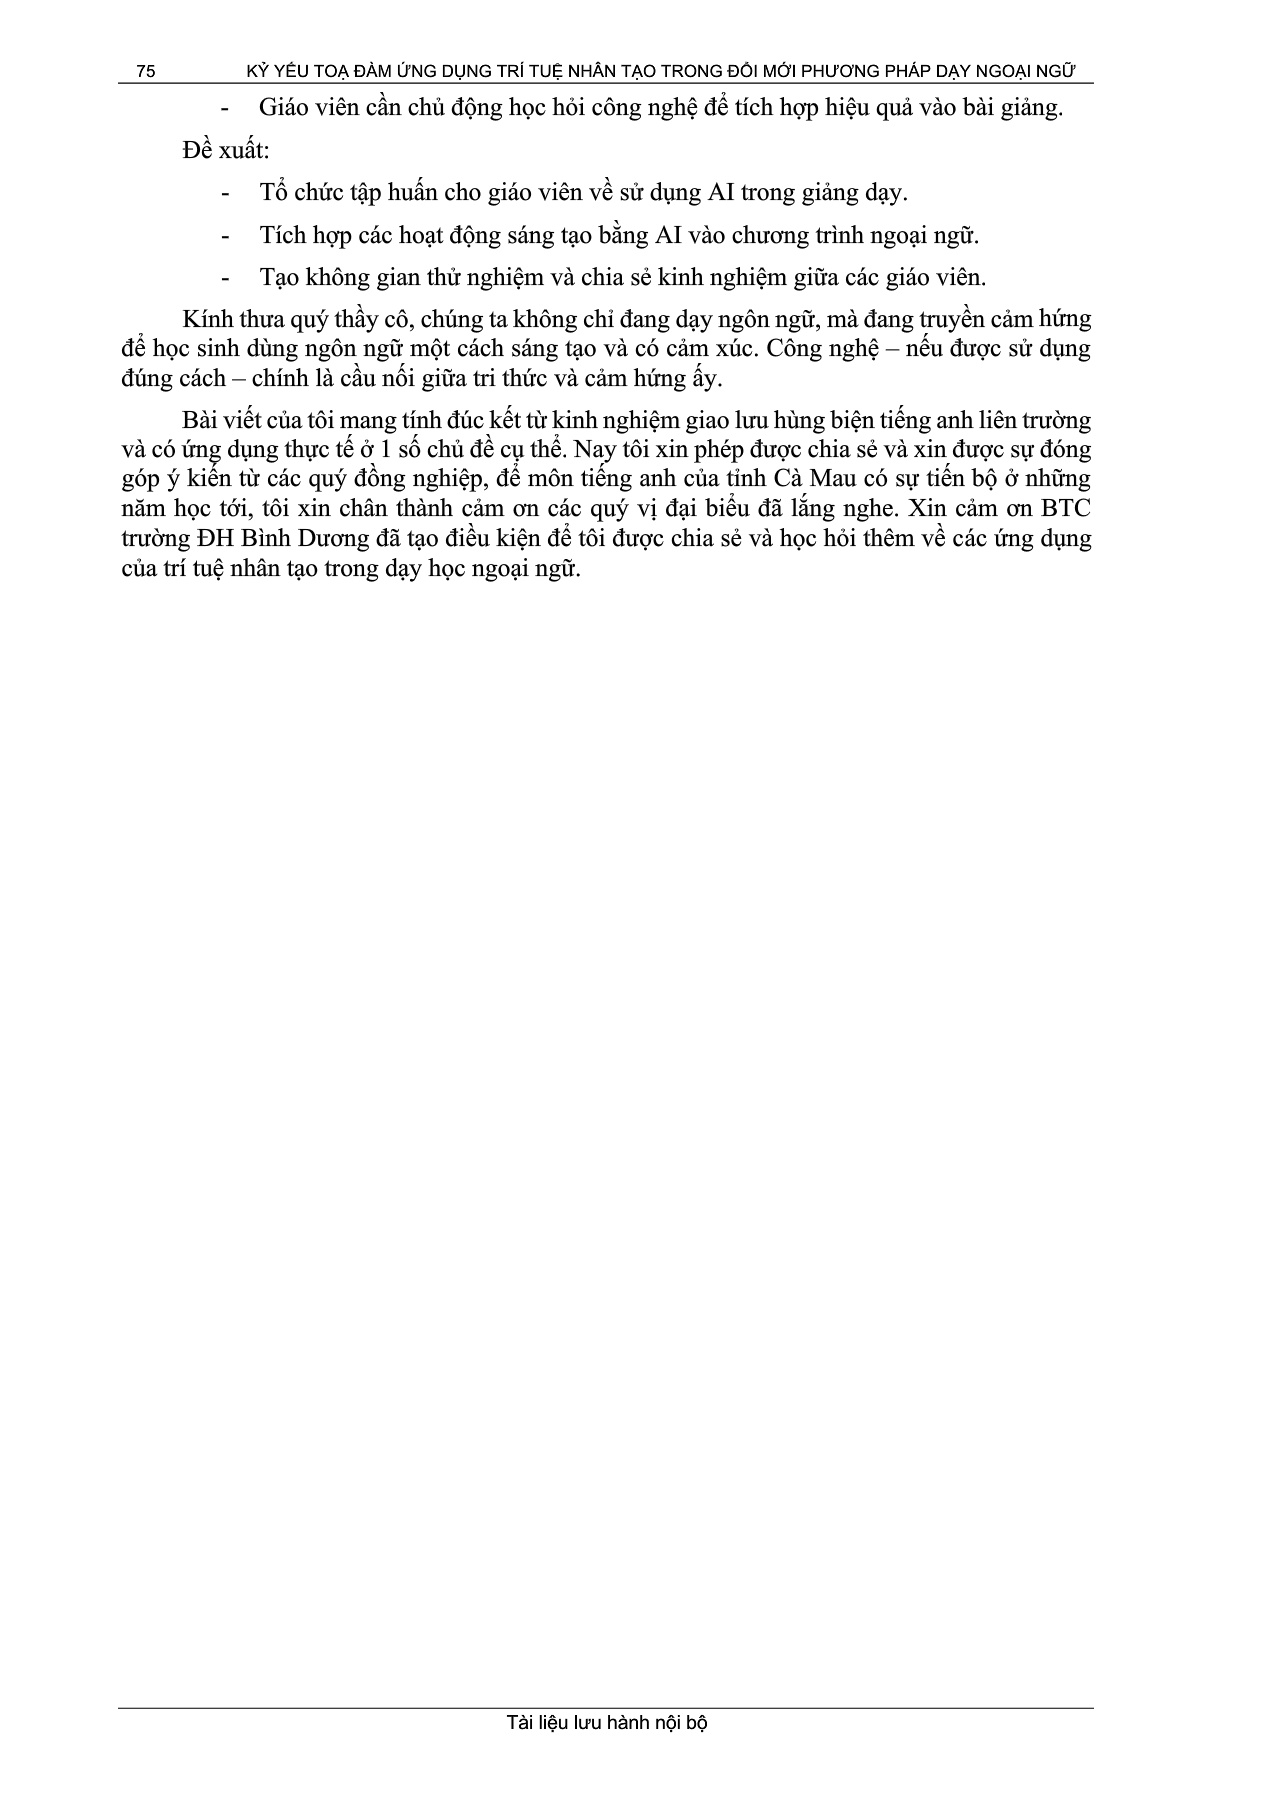 75 KỶ YẾU TOẠ ĐÀM ỨNG DỤNG TRÍ TUỆ NHÂN TẠO TRONG ĐỔI MỚI PHƯƠNG PHÁP DẠY NGOẠI NGỮ
- Giáo viên cần chủ động học hỏi công nghệ để tích hợp hiệu quả vào bài giảng.
Đề xuất:
- Tổ chức tập huấn cho giáo viên về sử dụng AI trong giảng dạy.
- Tích hợp các hoạt động sáng tạo bằng AI vào chương trình ngoại ngữ.
- Tạo không gian thử nghiệm và chia sẻ kinh nghiệm giữa các giáo viên.
Kính thưa quý thầy cô, chúng ta không chỉ đang dạy ngôn ngữ, mà đang truyền cảm hứng
để học sinh dùng ngôn ngữ một cách sáng tạo và có cảm xúc. Công nghệ – nếu được sử dụng
đúng cách – chính là cầu nối giữa tri thức và cảm hứng ấy.
Bài viết của tôi mang tính đúc kết từ kinh nghiệm giao lưu hùng biện tiếng anh liên trường
và có ứng dụng thực tế ở 1 số chủ đề cụ thể. Nay tôi xin phép được chia sẻ và xin được sự đóng
góp ý kiến từ các quý đồng nghiệp, để môn tiếng anh của tỉnh Cà Mau có sự tiến bộ ở những
năm học tới, tôi xin chân thành cảm ơn các quý vị đại biểu đã lắng nghe. Xin cảm ơn BTC
trường ĐH Bình Dương đã tạo điều kiện để tôi được chia sẻ và học hỏi thêm về các ứng dụng
của trí tuệ nhân tạo trong dạy học ngoại ngữ.
Tài liệu lưu hành nội bộ